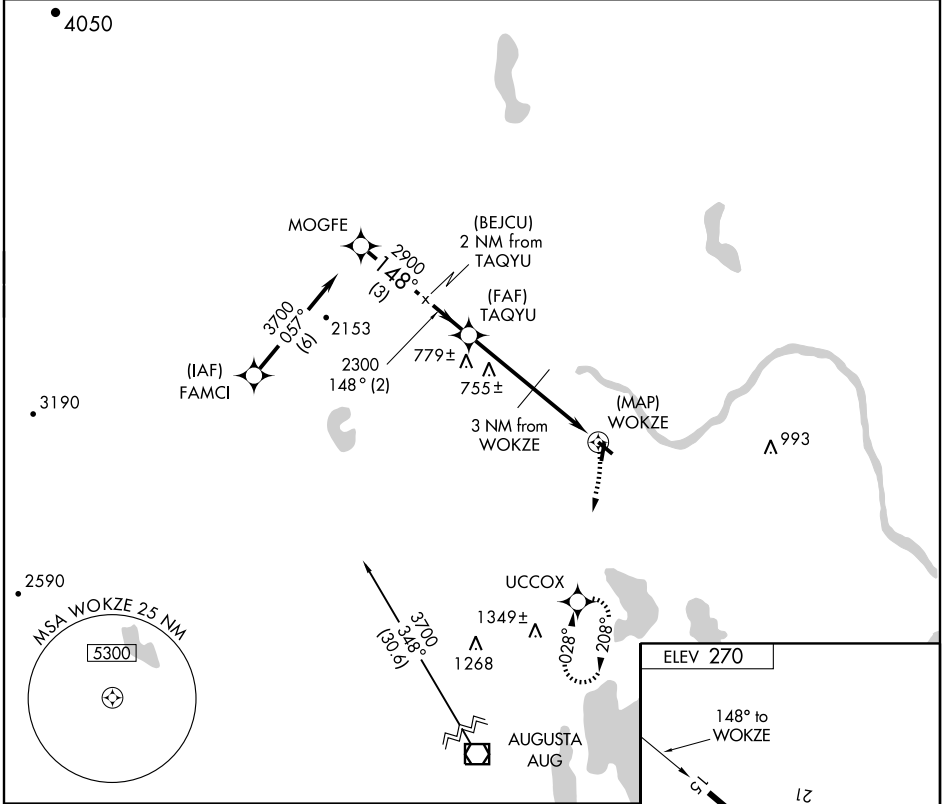 4050
MOGFE
2900
148°
(3)
(BEJCU)
2 NM from
TAQYU
(FAF)
TAQYU
3700
057°
(6)
2153
(IAF)
FAMCI
2300
148° (2)
779±
755±
3 NM from
WOKZE
(MAP)
WOKZE
3190
993
2590
MSA WOKZE 25 NM
5300
3700
348°
(30.6)
UCCOX
1349±
1268
028°
208°
AUGUSTA
AUG
ELEV 270
148° to
WOKZE
15
21